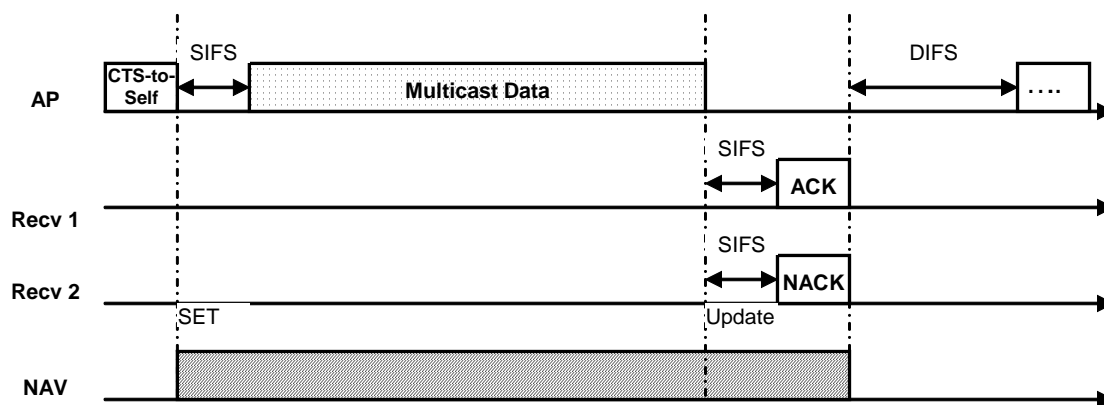 SIFS
DIFS
CTS-to-
Self
Multicast Data
....
AP
SIFS
ACK
Recv 1
SIFS
NACK
Recv 2
SET
Update
NAV